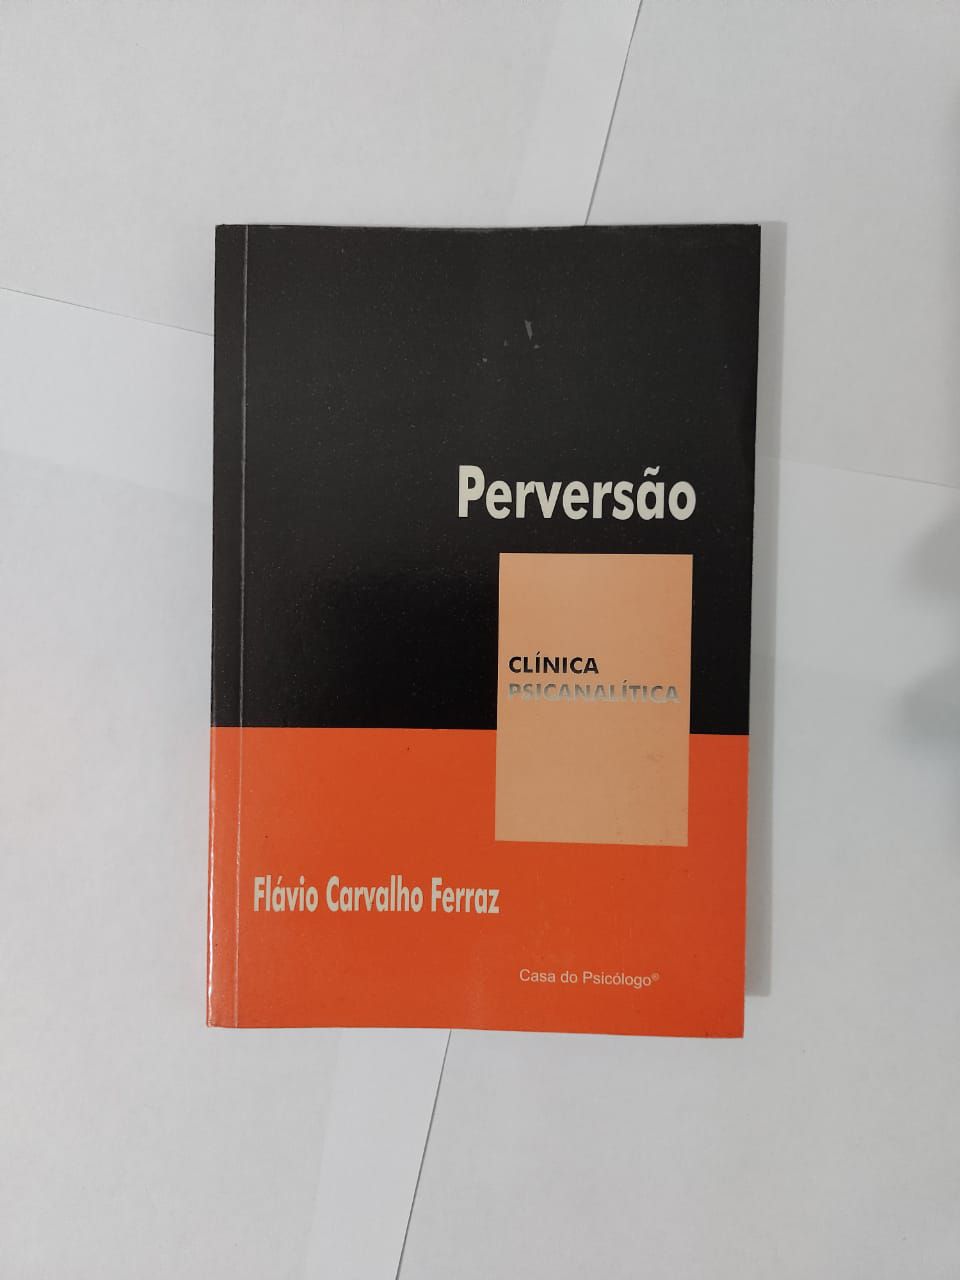 Perversão
CLÍNICA
PSICANALÍTICA
Flávio Carvalho Ferraz
Casa do Psicólogo®